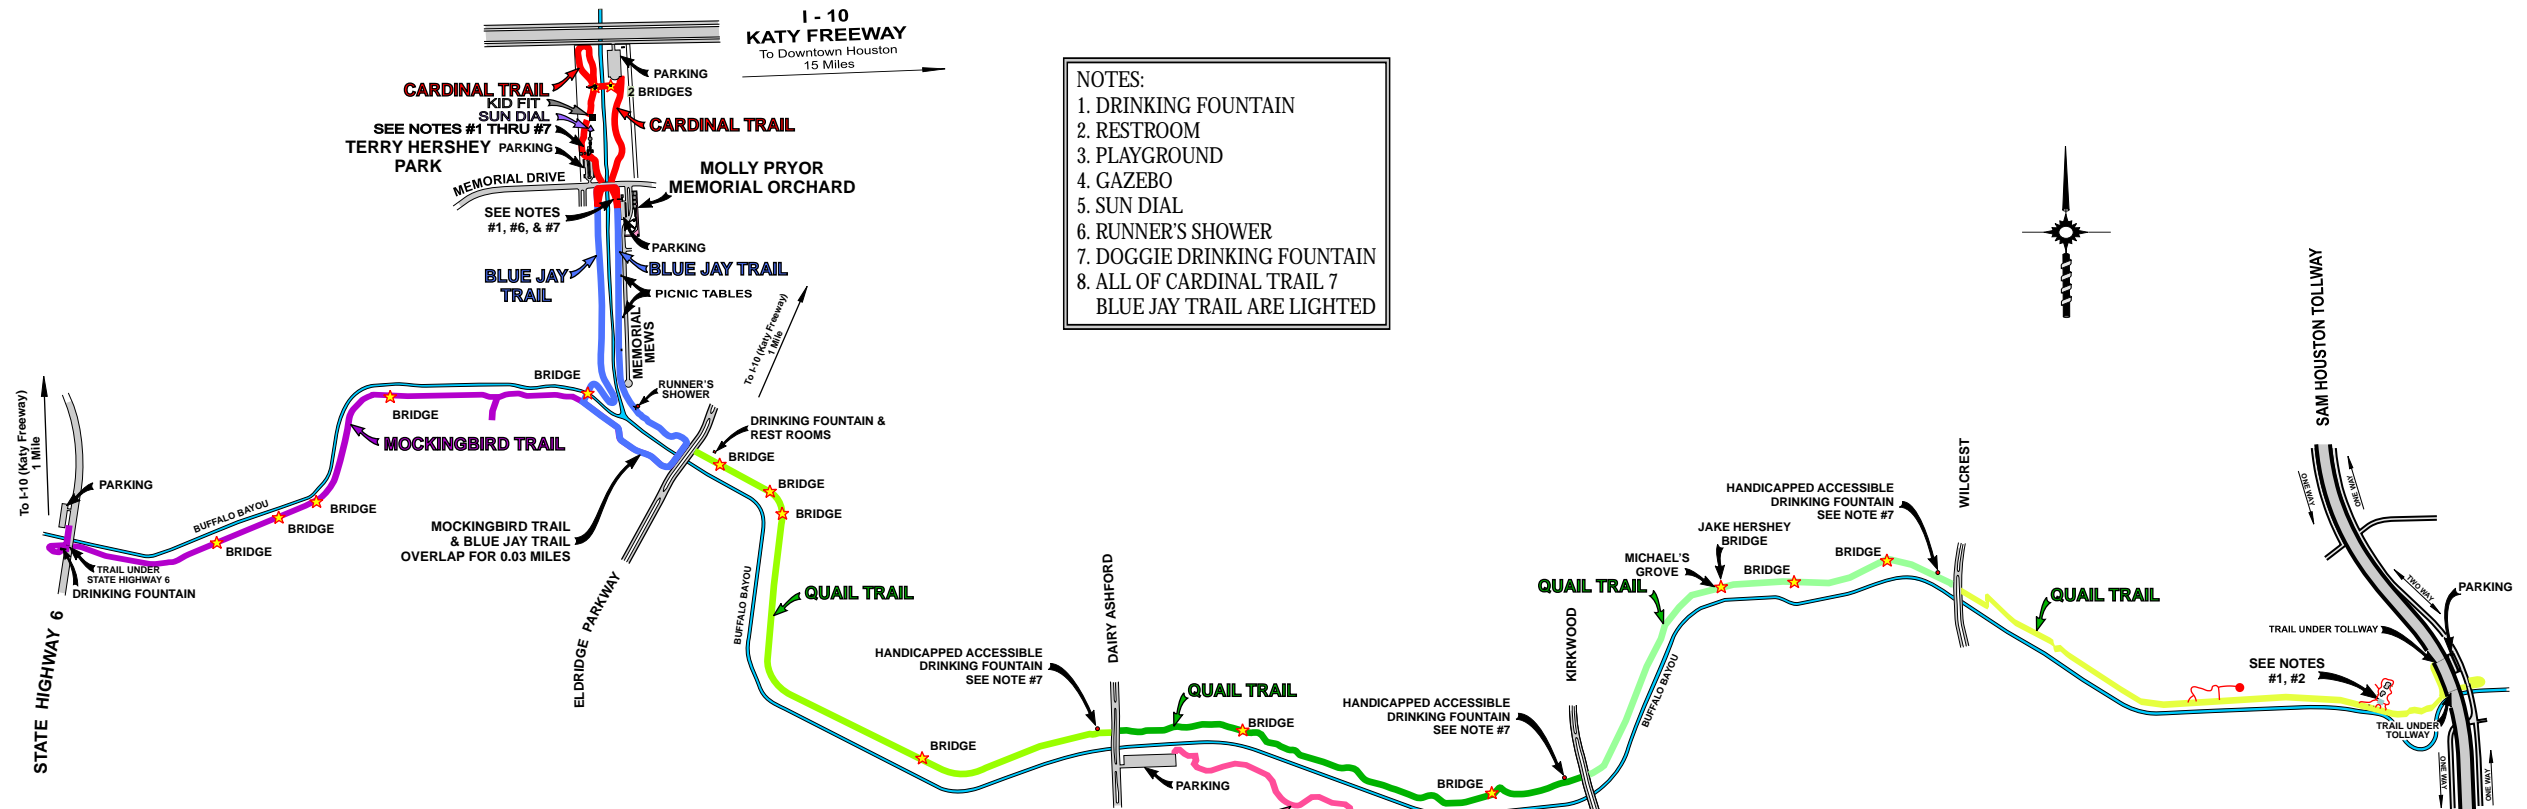 I - 10
KATY FREEWAY
To Downtown Houston
15 Miles
PARKING
CARDINAL TRAIL
2 BRIDGES
KID FIT
SUN DIAL
SEE NOTES #1 THRU #7
CARDINAL TRAIL
TERRY HERSHEY
PARK
PARKING
MOLLY PRYOR
MEMORIAL ORCHARD
MEMORIAL DRIVE
SEE NOTES
#1, #6, & #7
PARKING
BLUE JAY
TRAIL
BLUE JAY TRAIL
PICNIC TABLES
MEMORIAL
MEWS
To I-10 (Katy Freeway)
1 Mile
NOTES:
1. DRINKING FOUNTAIN
2. RESTROOM
3. PLAYGROUND
4. GAZEBO
5. SUN DIAL
6. RUNNER'S SHOWER
7. DOGGIE DRINKING FOUNTAIN
8. ALL OF CARDINAL TRAIL 7
BLUE JAY TRAIL ARE LIGHTED
SAM HOUSTON TOLLWAY
To I-10 (Katy Freeway)
1 Mile
BRIDGE
RUNNER'S
SHOWER
BRIDGE
MOCKINGBIRD TRAIL
DRINKING FOUNTAIN &
REST ROOMS
BRIDGE
BRIDGE
BRIDGE
PARKING
BUFFALO BAYOU
BRIDGE
BRIDGE
BRIDGE
MOCKINGBIRD TRAIL
& BLUE JAY TRAIL
OVERLAP FOR 0.03 MILES
TRAIL UNDER
STATE HIGHWAY 6
DRINKING FOUNTAIN
STATE HIGHWAY 6
ELDRIDGE PARKWAY
BUFFALO BAYOU
QUAIL TRAIL
HANDICAPPED ACCESSIBLE
DRINKING FOUNTAIN
SEE NOTE #7
DAIRY ASHFORD
BRIDGE
QUAIL TRAIL
BRIDGE
PARKING
HANDICAPPED ACCESSIBLE
DRINKING FOUNTAIN
SEE NOTE #7
BRIDGE
KIRKWOOD
QUAIL TRAIL
BUFFALO BAYOU
MICHAEL'S
GROVE
JAKE HERSHEY
BRIDGE
BRIDGE
BRIDGE
HANDICAPPED ACCESSIBLE
DRINKING FOUNTAIN
SEE NOTE #7
WILCREST
QUAIL TRAIL
ONE WAY
ONE WAY
TWO WAY
PARKING
TRAIL UNDER TOLLWAY
SEE NOTES
#1, #2
TRAIL UNDER
TOLLWAY
ONE WAY
ONE WAY